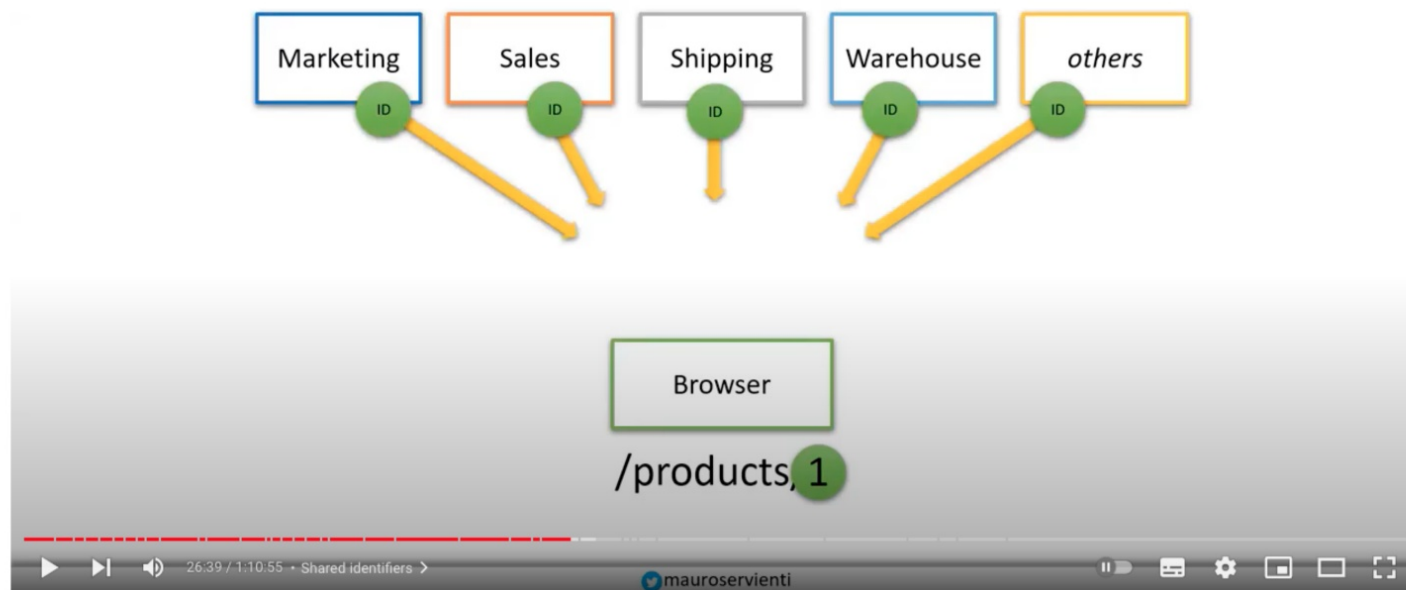 Marketing
Sales
Shipping
Warehouse
others
ID
ID
ID
ID
ID
Browser
/products/1
26:39 / 1:10:55 • Shared identifiers >
mauroservienti